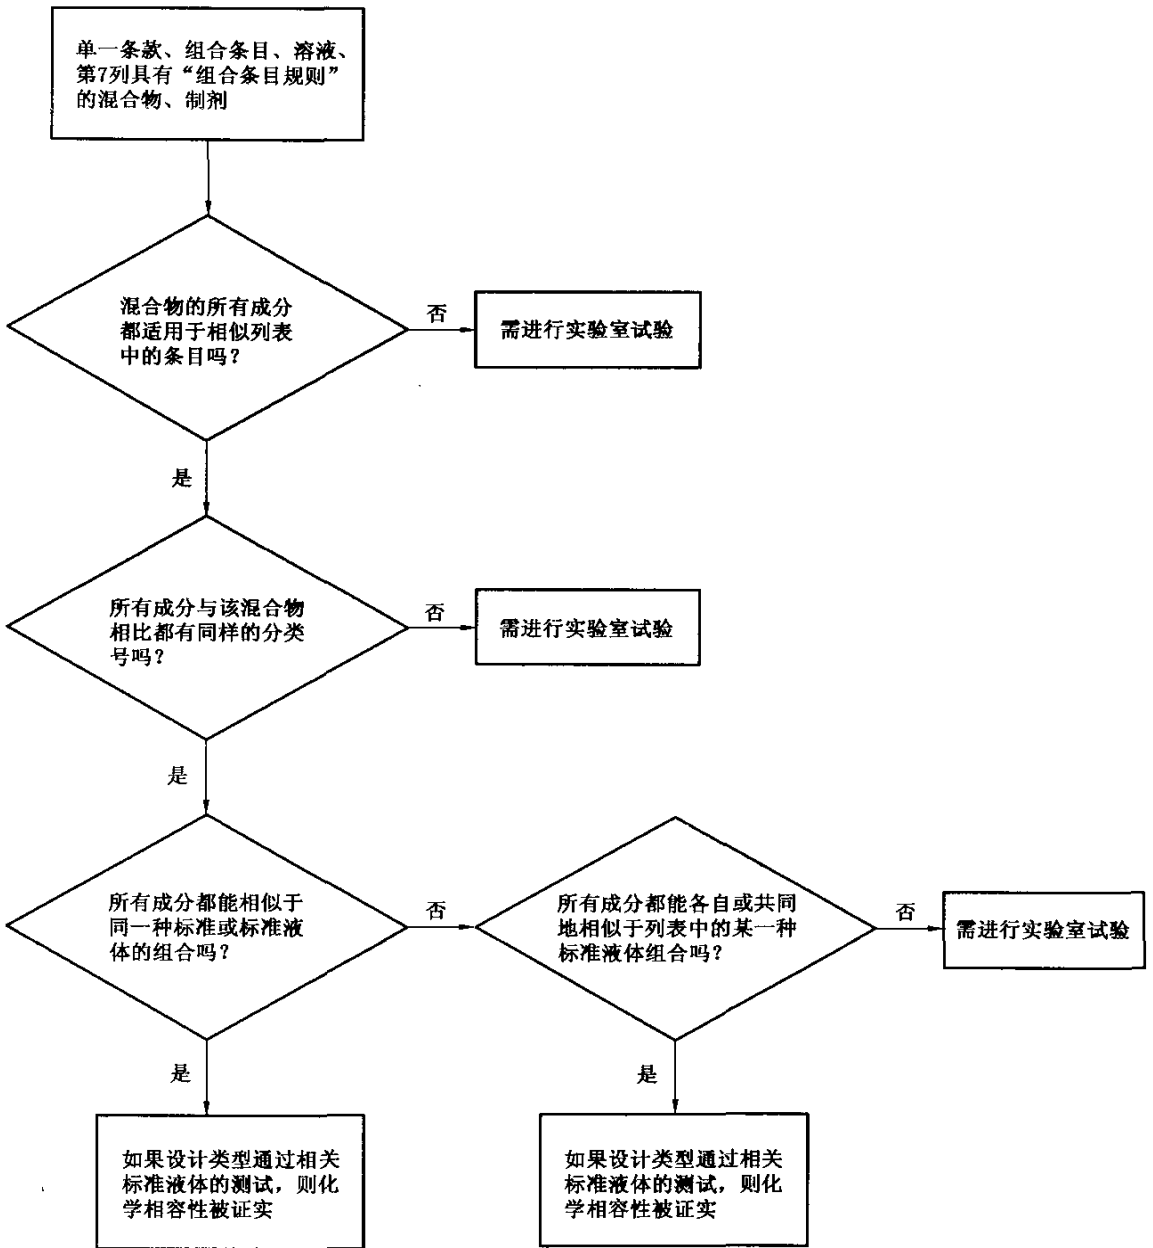 单一条款、组合条目、溶液、
第7列具有“组合条目规则”
的混合物、制剂
混合物的所有成分
都适用于相似列表
中的条目吗？
否
需进行实验室试验
是
所有成分与该混合物
相比都有同样的分类
号吗？
否
需进行实验室试验
是
所有成分都能相似于
同一种标准或标准液
体的组合吗？
否
所有成分都能各自或共同
地相似于列表中的某一种
标准液体组合吗？
否
需进行实验室试验
是
如果设计类型通过相关
标准液体的测试，则化
学相容性被证实
是
如果设计类型通过相关
标准液体的测试，则化
学相容性被证实